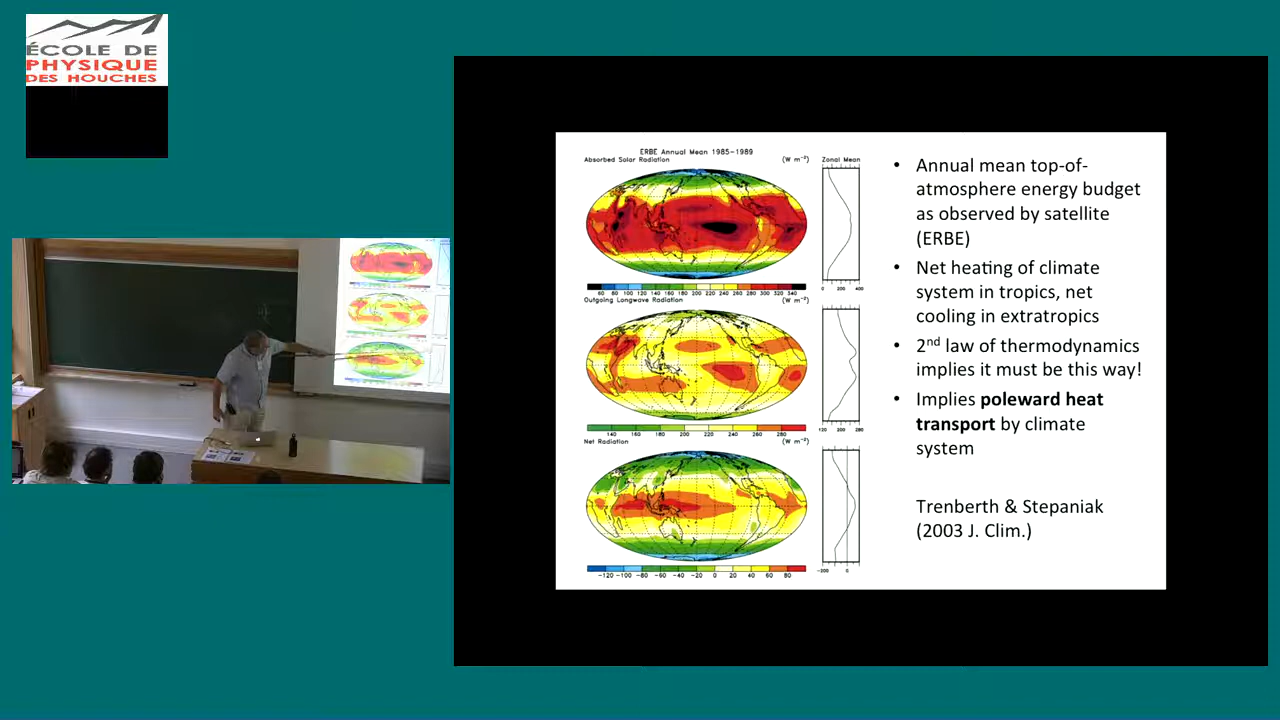 ÉCOLE DE
PHYSIQUE
DES HOUCHES
ERBE Annual Mean 1985-1989
Absorbed Solar Radiation (W m⁻²) Zonal Mean
60 80 100 120 140 160 180 200 220 240 260 280 300 320 340
0 200 400
Outgoing Longwave Radiation (W m⁻²)
140 160 180 200 220 240 260 280
120 200 280
Net Radiation (W m⁻²)
-120 -100 -80 -60 -40 -20 0 20 40 60 80
-200 0
• Annual mean top-of-
atmosphere energy budget
as observed by satellite
(ERBE)
• Net heating of climate
system in tropics, net
cooling in extratropics
• 2nd law of thermodynamics
implies it must be this way!
• Implies poleward heat
transport by climate
system
Trenberth & Stepaniak
(2003 J. Clim.)